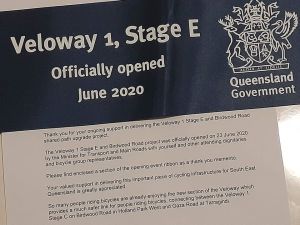 Veloway 1, Stage E
Officially opened
June 2020
Queensland
Government
Thank you for your ongoing support in delivering the Veloway 1 Stage E and Birdwood Road
shared path upgrade project.
The Veloway 1 Stage E and Birdwood Road project was officially opened on 23 June 2020
by the Minister for Transport and Main Roads with yourself and other attending dignitaries
and bicycle group representatives.
Please find enclosed a section of the opening event ribbon as a thank you memento.
Your valued support in delivering this important piece of cycling infrastructure for South East
Queensland is greatly appreciated.
So many people riding bicycles are already enjoying the new section of the Veloway which
provides a much safer line for people riding bicycles, connecting between the Veloway 1
Stage C on Birdwood Road in Holland Park West and Gaza Road at Tarragindi.